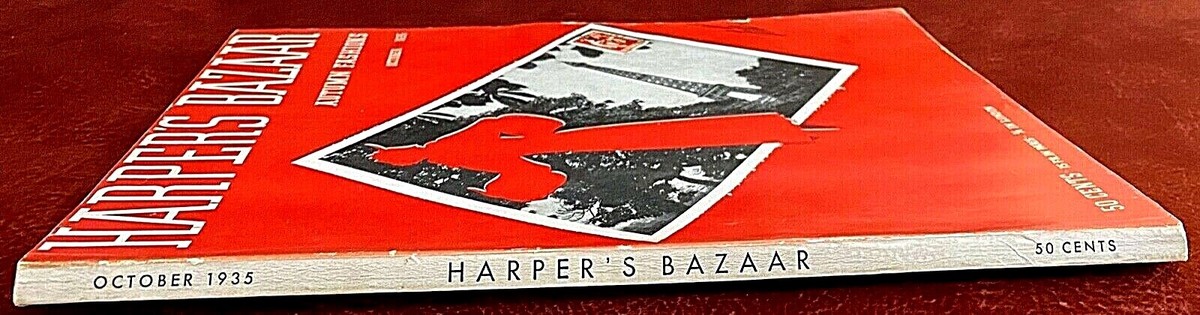 HARPER'S BAZAAR
AUTUMN FASHIONS
50 CENTS
OCTOBER 1935
HARPER'S BAZAAR
50 CENTS